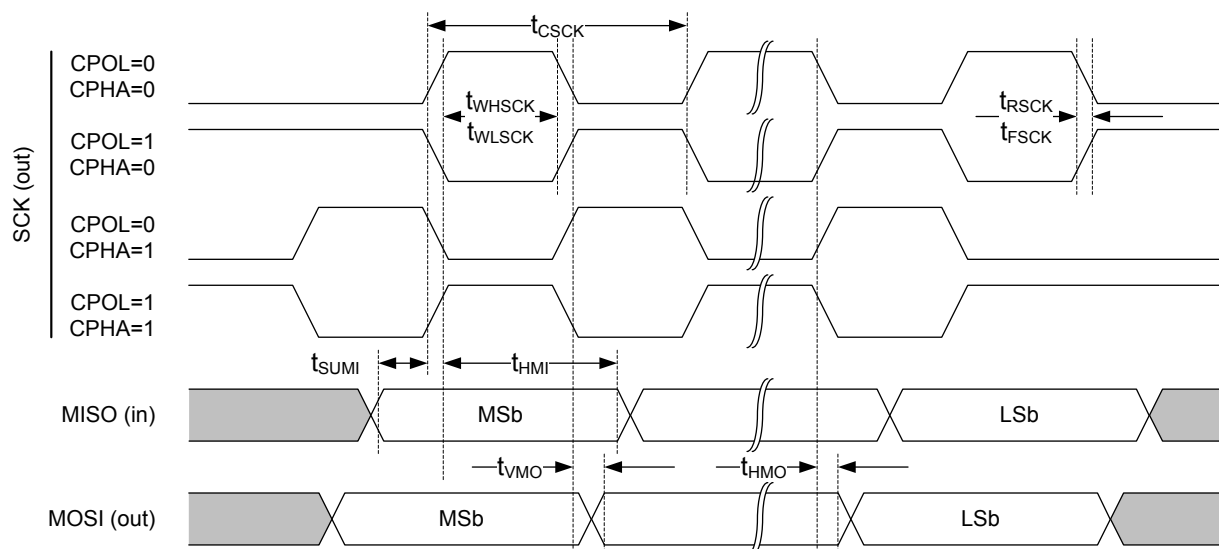 tCSCK
CPOL=0
CPHA=0
tWHSCK
tWLSCK
tRSCK
tFSCK
CPOL=1
CPHA=0
SCK (out)
CPOL=0
CPHA=1
CPOL=1
CPHA=1
tSUMI
tHMI
MISO (in)
MSb
LSb
tVMO
tHMO
MOSI (out)
MSb
LSb